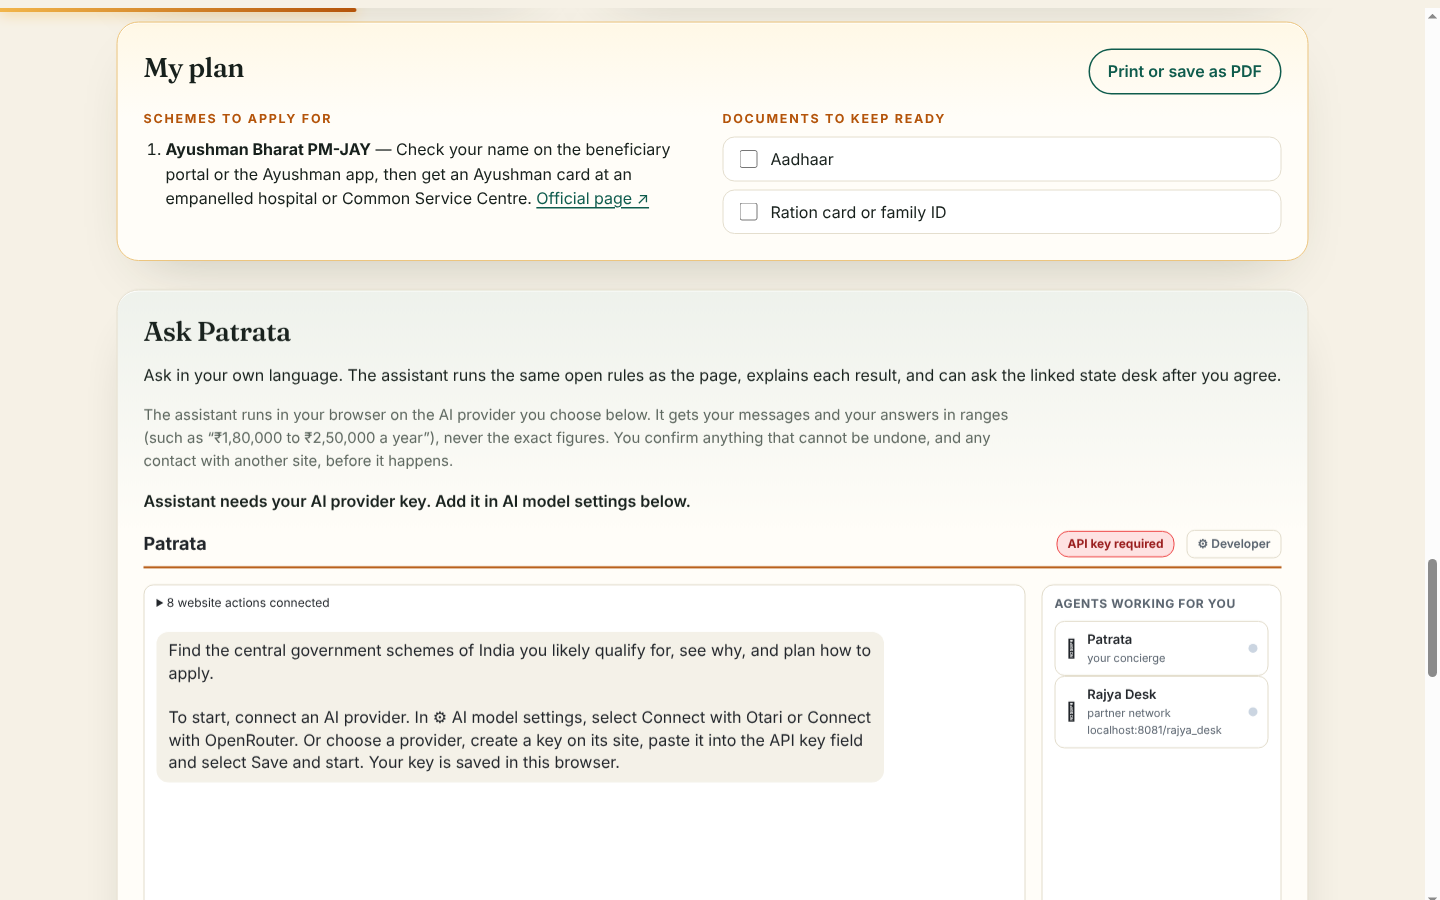 My plan
Print or save as PDF
SCHEMES TO APPLY FOR
1. Ayushman Bharat PM-JAY — Check your name on the beneficiary
portal or the Ayushman app, then get an Ayushman card at an
empanelled hospital or Common Service Centre. Official page ↗
DOCUMENTS TO KEEP READY
Aadhaar
Ration card or family ID
Ask Patrata
Ask in your own language. The assistant runs the same open rules as the page, explains each result, and can ask the linked state desk after you agree.
The assistant runs in your browser on the AI provider you choose below. It gets your messages and your answers in ranges
(such as “₹1,80,000 to ₹2,50,000 a year”), never the exact figures. You confirm anything that cannot be undone, and any
contact with another site, before it happens.
Assistant needs your AI provider key. Add it in AI model settings below.
Patrata
API key required
⚙ Developer
▶ 8 website actions connected
Find the central government schemes of India you likely qualify for, see why, and plan how to
apply.
To start, connect an AI provider. In ⚙ AI model settings, select Connect with Otari or Connect
with OpenRouter. Or choose a provider, create a key on its site, paste it into the API key field
and select Save and start. Your key is saved in this browser.
AGENTS WORKING FOR YOU
Patrata
your concierge
Rajya Desk
partner network
localhost:8081/rajya_desk